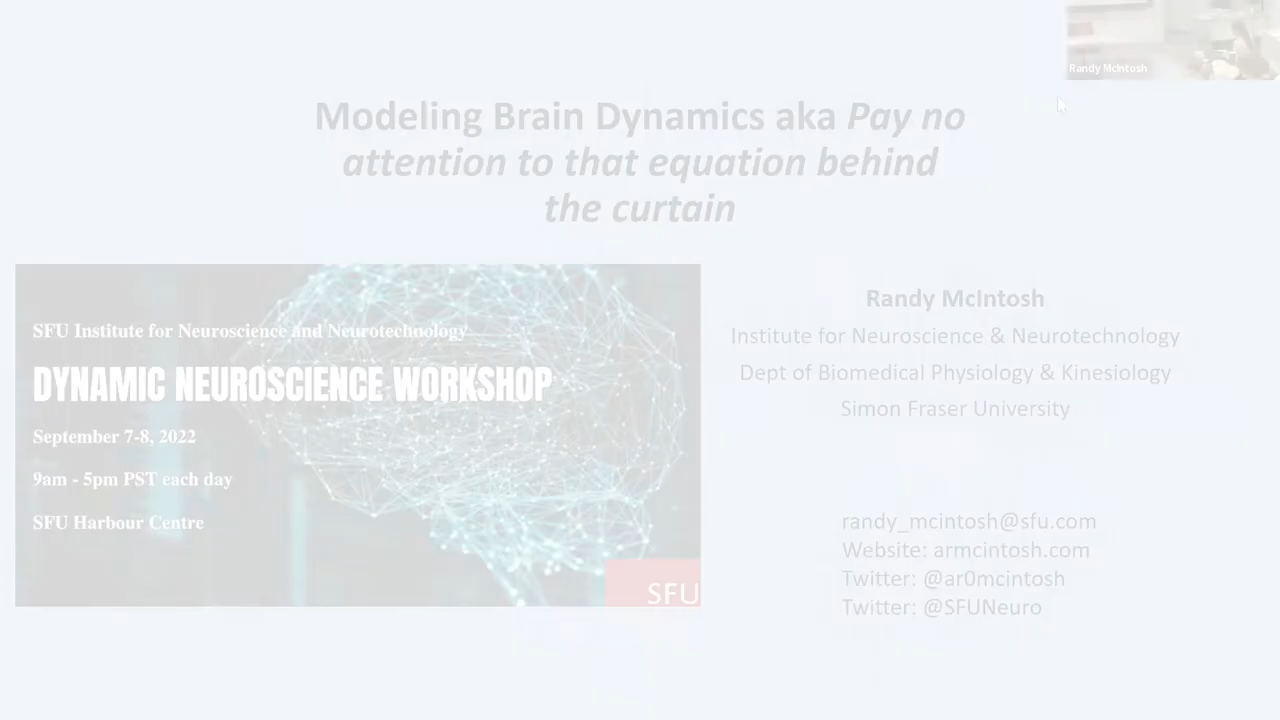 Randy McIntosh
Modeling Brain Dynamics aka Pay no
attention to that equation behind
the curtain
SFU Institute for Neuroscience and Neurotechnology
DYNAMIC NEUROSCIENCE WORKSHOP
September 7-8, 2022
9am - 5pm PST each day
SFU Harbour Centre
SFU
Randy McIntosh
Institute for Neuroscience & Neurotechnology
Dept of Biomedical Physiology & Kinesiology
Simon Fraser University
randy_mcintosh@sfu.com
Website: armcintosh.com
Twitter: @ar0mcintosh
Twitter: @SFUNeuro